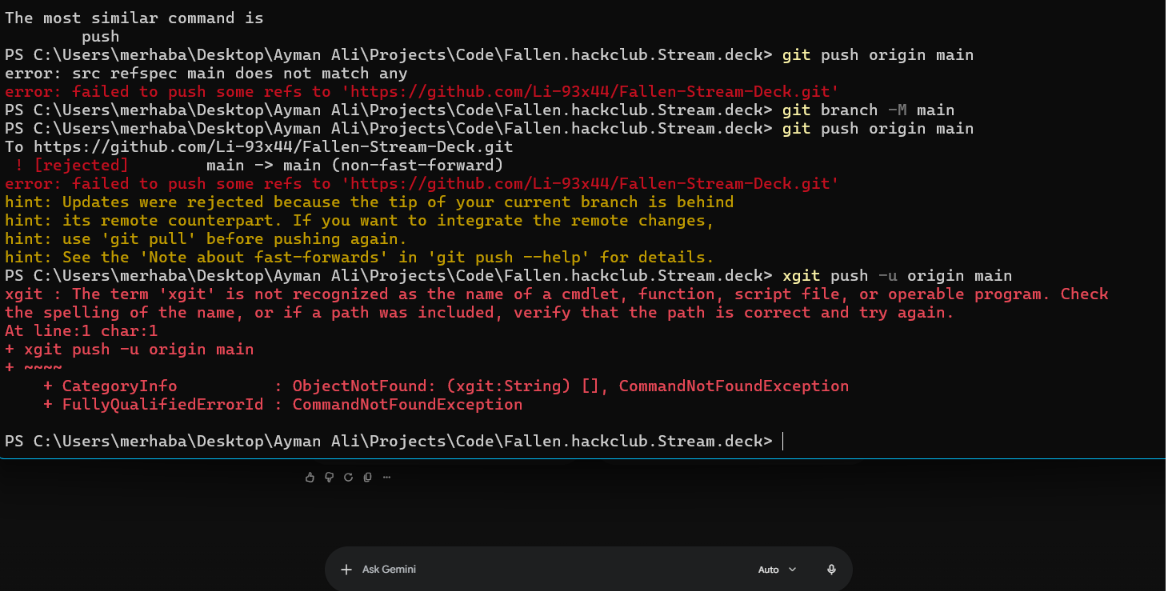 The most similar command is
        push
PS C:\Users\merhaba\Desktop\Ayman Ali\Projects\Code\Fallen.hackclub.Stream.deck> git push origin main
error: src refspec main does not match any
error: failed to push some refs to 'https://github.com/Li-93x44/Fallen-Stream-Deck.git'
PS C:\Users\merhaba\Desktop\Ayman Ali\Projects\Code\Fallen.hackclub.Stream.deck> git branch -M main
PS C:\Users\merhaba\Desktop\Ayman Ali\Projects\Code\Fallen.hackclub.Stream.deck> git push origin main
To https://github.com/Li-93x44/Fallen-Stream-Deck.git
 ! [rejected]        main -> main (non-fast-forward)
error: failed to push some refs to 'https://github.com/Li-93x44/Fallen-Stream-Deck.git'
hint: Updates were rejected because the tip of your current branch is behind
hint: its remote counterpart. If you want to integrate the remote changes,
hint: use 'git pull' before pushing again.
hint: See the 'Note about fast-forwards' in 'git push --help' for details.
PS C:\Users\merhaba\Desktop\Ayman Ali\Projects\Code\Fallen.hackclub.Stream.deck> xgit push -u origin main
xgit : The term 'xgit' is not recognized as the name of a cmdlet, function, script file, or operable program. Check
the spelling of the name, or if a path was included, verify that the path is correct and try again.
At line:1 char:1
+ xgit push -u origin main
+ ~~~~
    + CategoryInfo          : ObjectNotFound: (xgit:String) [], CommandNotFoundException
    + FullyQualifiedErrorId : CommandNotFoundException
PS C:\Users\merhaba\Desktop\Ayman Ali\Projects\Code\Fallen.hackclub.Stream.deck>
Ask Gemini
Auto